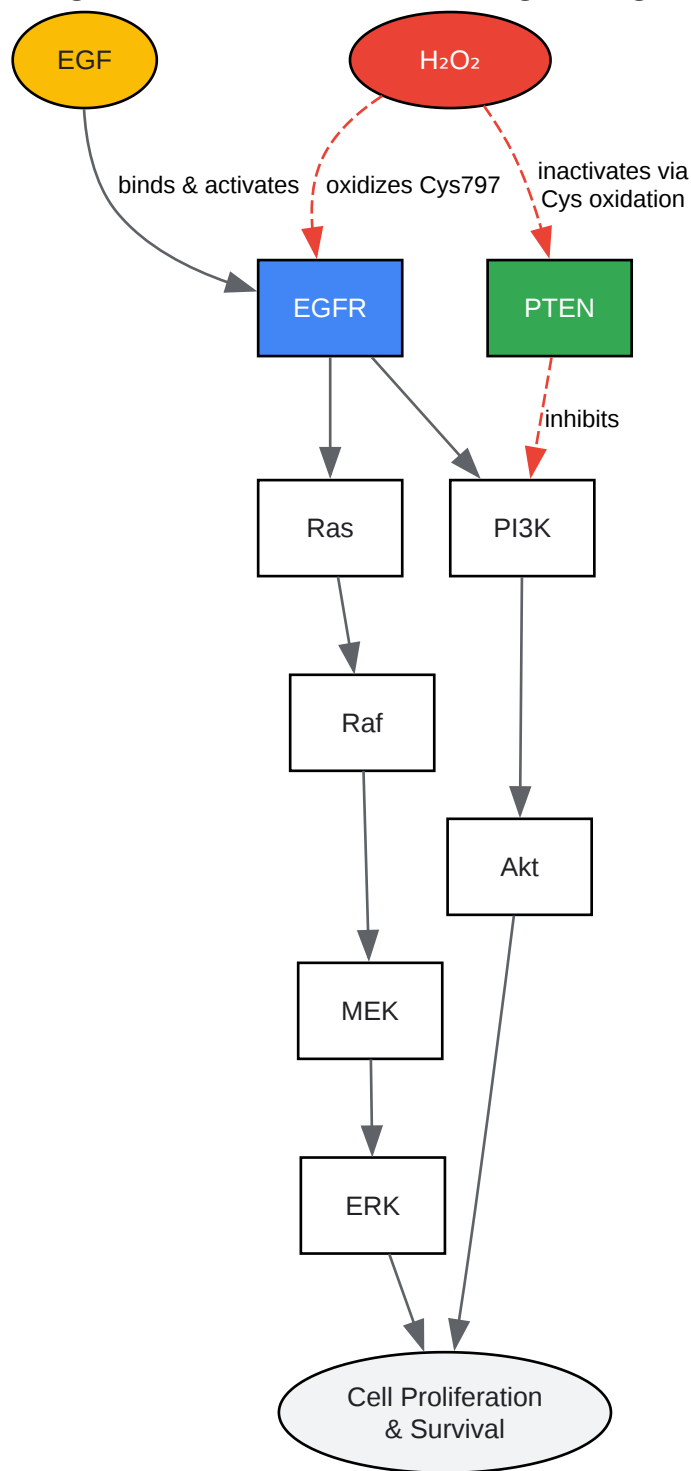 EGF
H₂O₂
binds & activates
oxidizes Cys797
inactivates via
Cys oxidation
EGFR
PTEN
inhibits
Ras
PI3K
Raf
Akt
MEK
ERK
Cell Proliferation
& Survival